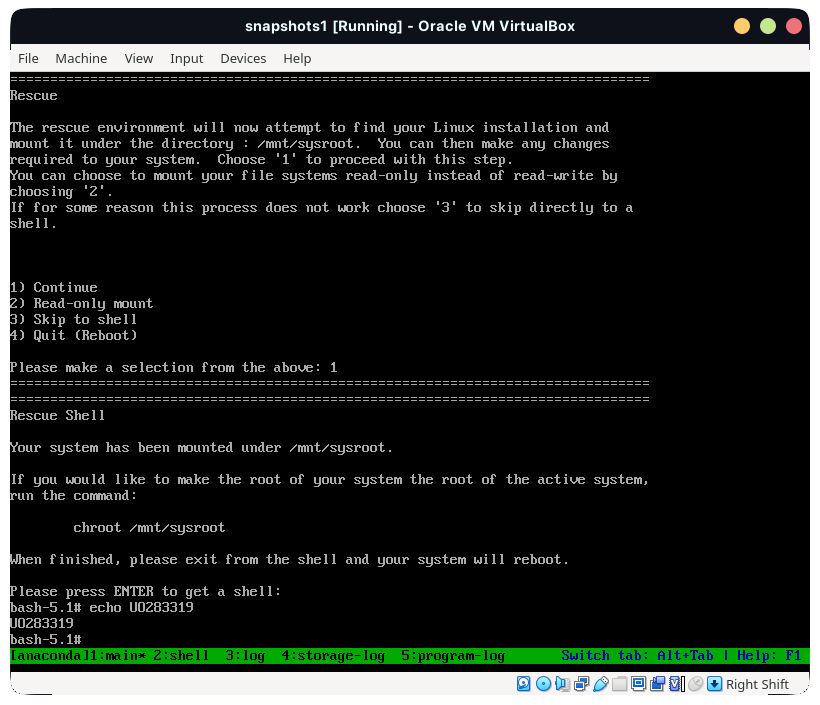 snapshots1 [Running] - Oracle VM VirtualBox
File Machine View Input Devices Help
================================================================================
Rescue
The rescue environment will now attempt to find your Linux installation and
mount it under the directory : /mnt/sysroot.  You can then make any changes
required to your system.  Choose '1' to proceed with this step.
You can choose to mount your file systems read-only instead of read-write by
choosing '2'.
If for some reason this process does not work choose '3' to skip directly to a
shell.
1) Continue
2) Read-only mount
3) Skip to shell
4) Quit (Reboot)
Please make a selection from the above: 1
================================================================================
================================================================================
Rescue Shell
Your system has been mounted under /mnt/sysroot.
If you would like to make the root of your system the root of the active system,
run the command:
chroot /mnt/sysroot
When finished, please exit from the shell and your system will reboot.
Please press ENTER to get a shell:
bash-5.1# echo UO283319
UO283319
bash-5.1#
[anaconda]1:main* 2:shell  3:log  4:storage-log  5:program-log Switch tab: Alt+Tab | Help: F1
Right Shift